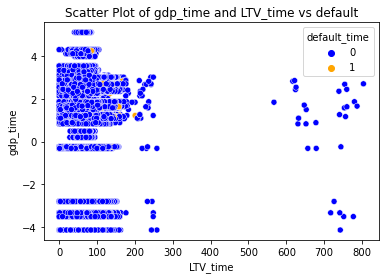 Scatter Plot of gdp_time and LTV_time vs default
default_time
0
1
gdp_time
4
2
0
−2
−4
0 100 200 300 400 500 600 700 800
LTV_time